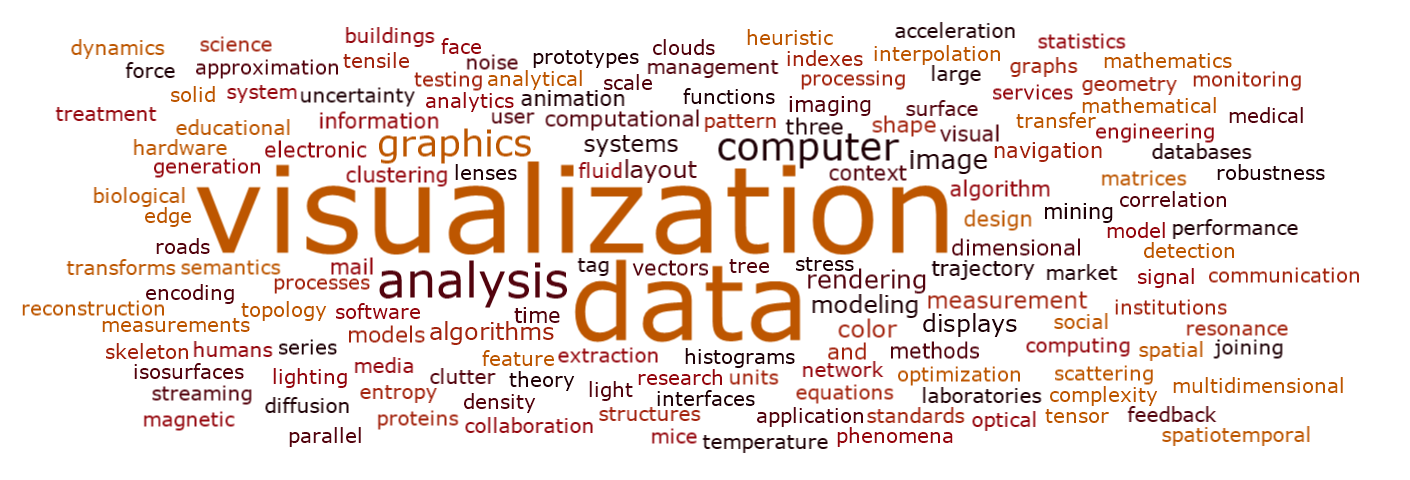 buildings
acceleration
dynamics science face heuristic statistics
noise prototypes clouds interpolation
force approximation tensile management indexes graphs mathematics
testing analytical scale processing large geometry monitoring
solid system uncertainty analytics animation functions imaging services
treatment information user computational pattern surface transfer mathematical medical
educational three shape visual engineering
hardware electronic graphics systems computer image navigation databases
generation clustering lenses fluid layout context robustness
biological algorithm matrices correlation
edge visualization design mining
roads dimensional model performance
transforms semantics mail tag vectors tree stress trajectory market detection
processes analysis rendering signal communication
encoding data modeling measurement institutions
reconstruction topology software time
measurements models algorithms color displays social resonance
skeleton humans series feature extraction histograms and methods computing spatial joining
isosurfaces lighting media clutter theory research units network optimization scattering
streaming entropy light interfaces equations laboratories complexity multidimensional
magnetic diffusion proteins density structures application standards optical tensor feedback
parallel collaboration mice temperature phenomena spatiotemporal